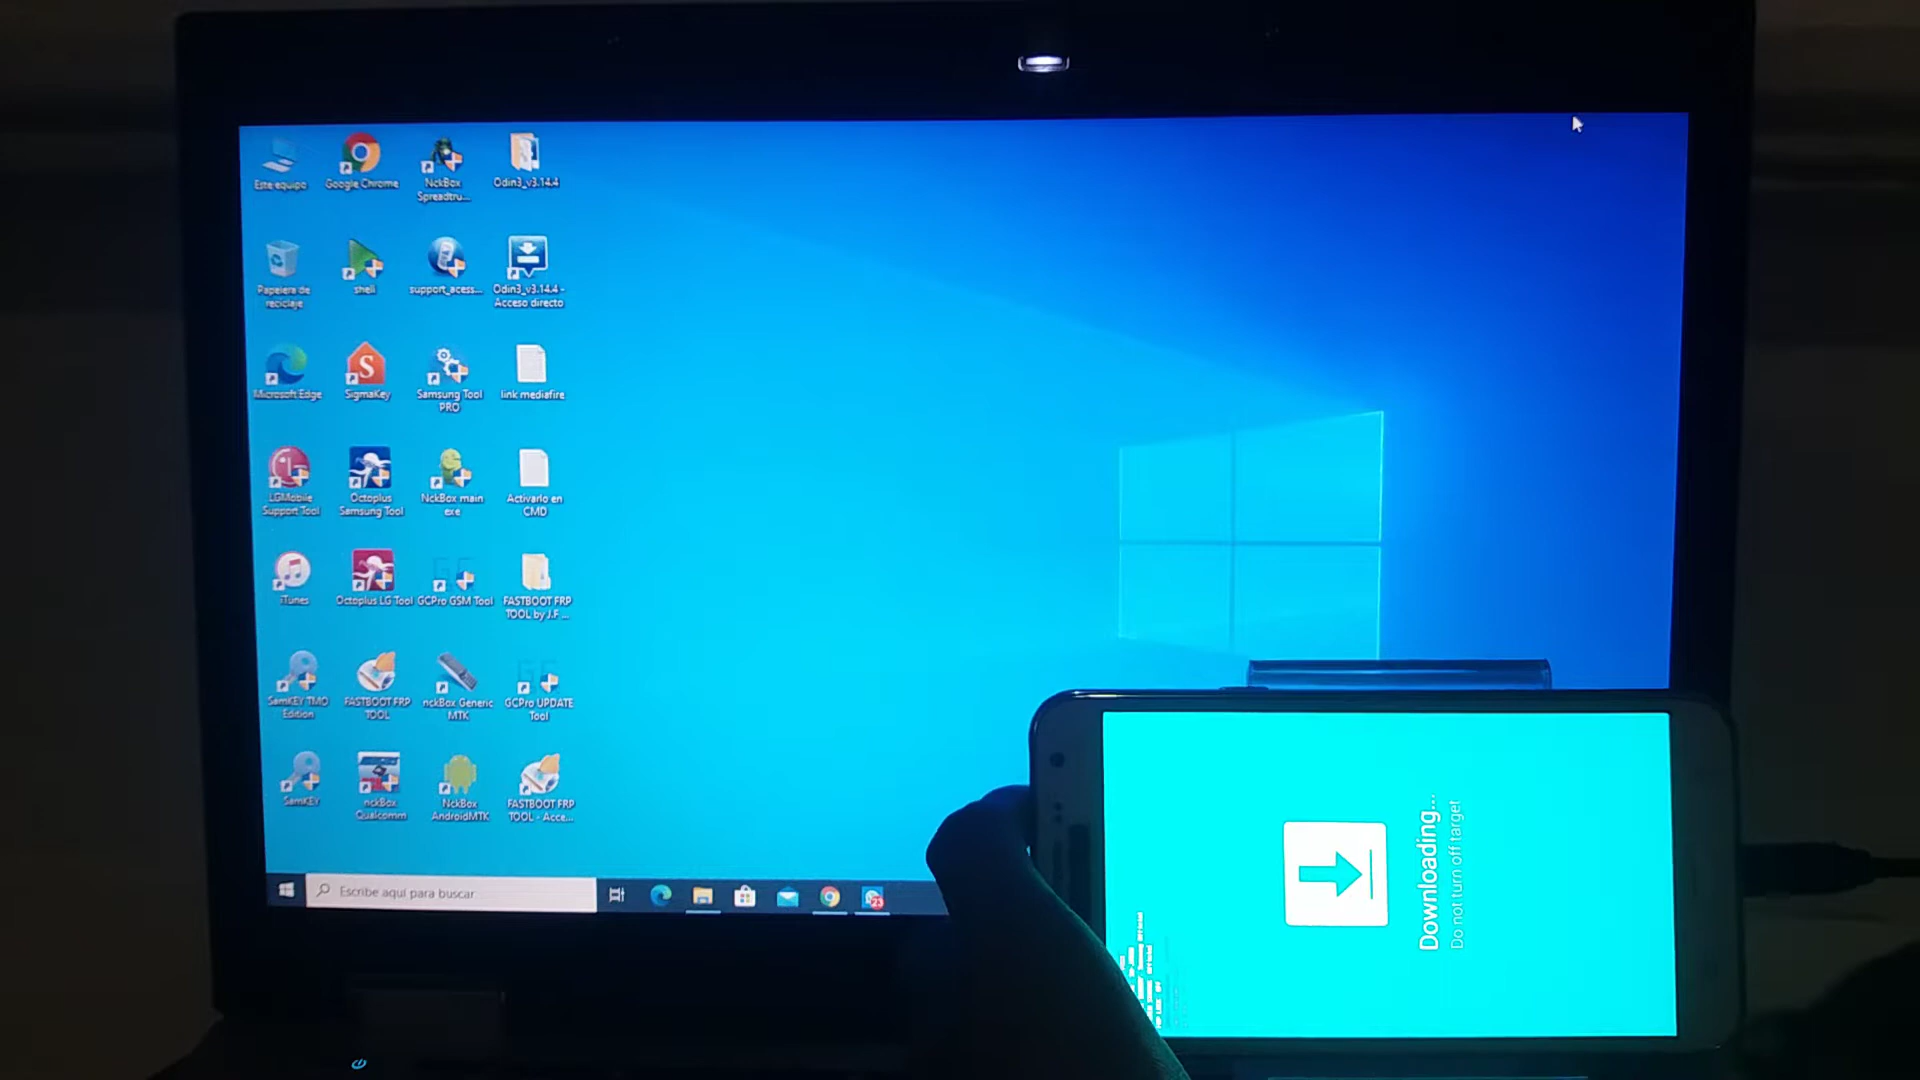 Este equipo
Google Chrome
NckBox
Spreadtru...
Odin3_v3.14.4
Papelera de
reciclaje
shell
support_acess...
Odin3_v3.14.4 -
Acceso directo
Microsoft Edge
SigmaKey
Samsung Tool
PRO
link mediafire
LGMobile
Support Tool
Octoplus
Samsung Tool
NckBox main
exe
Activarlo en
CMD
iTunes
Octoplus LG Tool
GCPro GSM Tool
FASTBOOT FRP
TOOL by J.F ...
SamKEY TMO
Edition
FASTBOOT FRP
TOOL
nckBox Generic
MTK
GCPro UPDATE
Tool
SamKEY
nckBox
Qualcomm
NckBox
AndroidMTK
FASTBOOT FRP
TOOL - Acce...
Escribe aquí para buscar
23
Downloading...
Do not turn off target